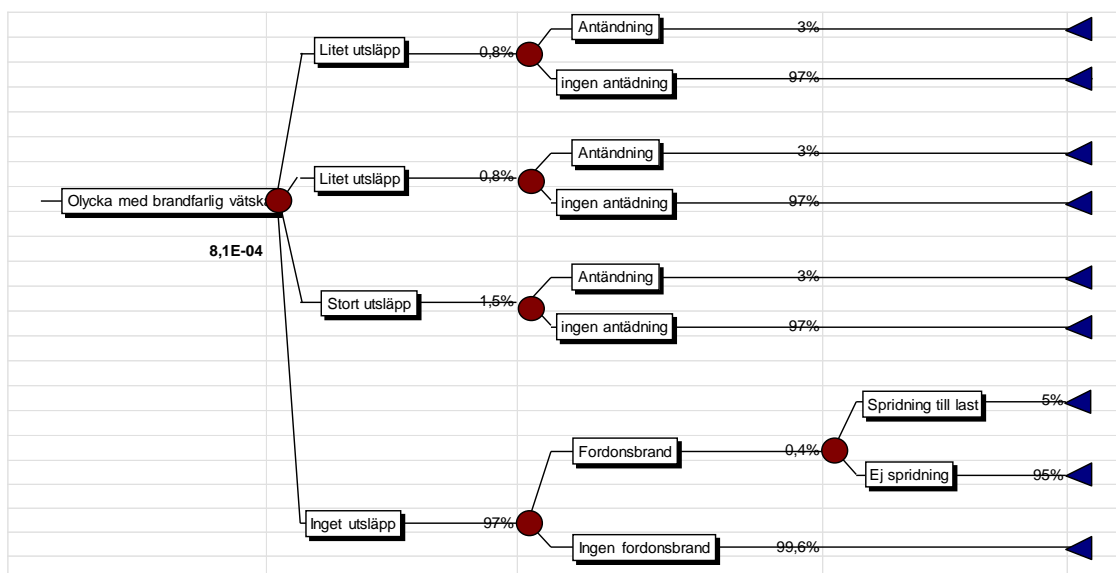 Antändning 3%
Litet utsläpp 0,8%
ingen antädning 97%
Antändning 3%
Litet utsläpp 0,8%
ingen antädning 97%
Olycka med brandfarlig vätska
8,1E-04
Antändning 3%
Stort utsläpp 1,5%
ingen antädning 97%
Spridning till last 5%
Fordonsbrand 0,4%
Ej spridning 95%
Inget utsläpp 97%
Ingen fordonsbrand 99,6%